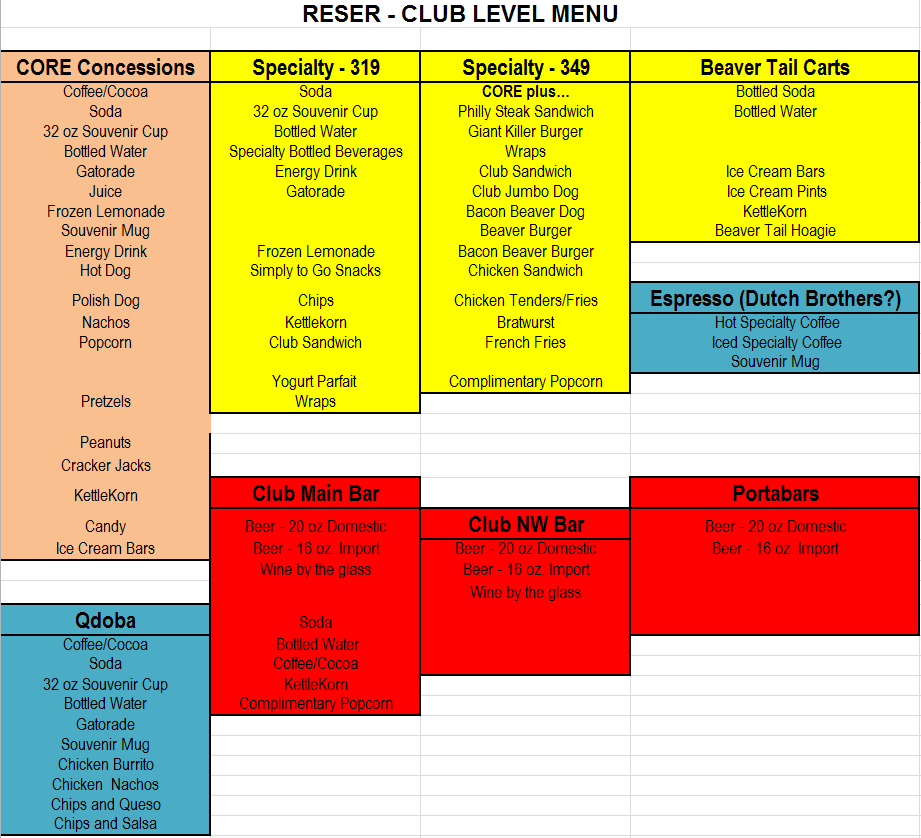 RESER - CLUB LEVEL MENU
CORE Concessions
Coffee/Cocoa
Soda
32 oz Souvenir Cup
Bottled Water
Gatorade
Juice
Frozen Lemonade
Souvenir Mug
Energy Drink
Hot Dog
Polish Dog
Nachos
Popcorn
Pretzels
Peanuts
Cracker Jacks
KettleKorn
Candy
Ice Cream Bars
Qdoba
Coffee/Cocoa
Soda
32 oz Souvenir Cup
Bottled Water
Gatorade
Souvenir Mug
Chicken Burrito
Chicken Nachos
Chips and Queso
Chips and Salsa
Specialty - 319
Soda
32 oz Souvenir Cup
Bottled Water
Specialty Bottled Beverages
Energy Drink
Gatorade
Frozen Lemonade
Simply to Go Snacks
Chips
Kettlekorn
Club Sandwich
Yogurt Parfait
Wraps
Club Main Bar
Beer - 20 oz Domestic
Beer - 16 oz. Import
Wine by the glass
Soda
Bottled Water
Coffee/Cocoa
KettleKorn
Complimentary Popcorn
Specialty - 349
CORE plus...
Philly Steak Sandwich
Giant Killer Burger
Wraps
Club Sandwich
Club Jumbo Dog
Bacon Beaver Dog
Beaver Burger
Bacon Beaver Burger
Chicken Sandwich
Chicken Tenders/Fries
Bratwurst
French Fries
Complimentary Popcorn
Club NW Bar
Beer - 20 oz Domestic
Beer - 16 oz. Import
Wine by the glass
Beaver Tail Carts
Bottled Soda
Bottled Water
Ice Cream Bars
Ice Cream Pints
KettleKorn
Beaver Tail Hoagie
Espresso (Dutch Brothers?)
Hot Specialty Coffee
Iced Specialty Coffee
Souvenir Mug
Portabars
Beer - 20 oz Domestic
Beer - 16 oz. Import